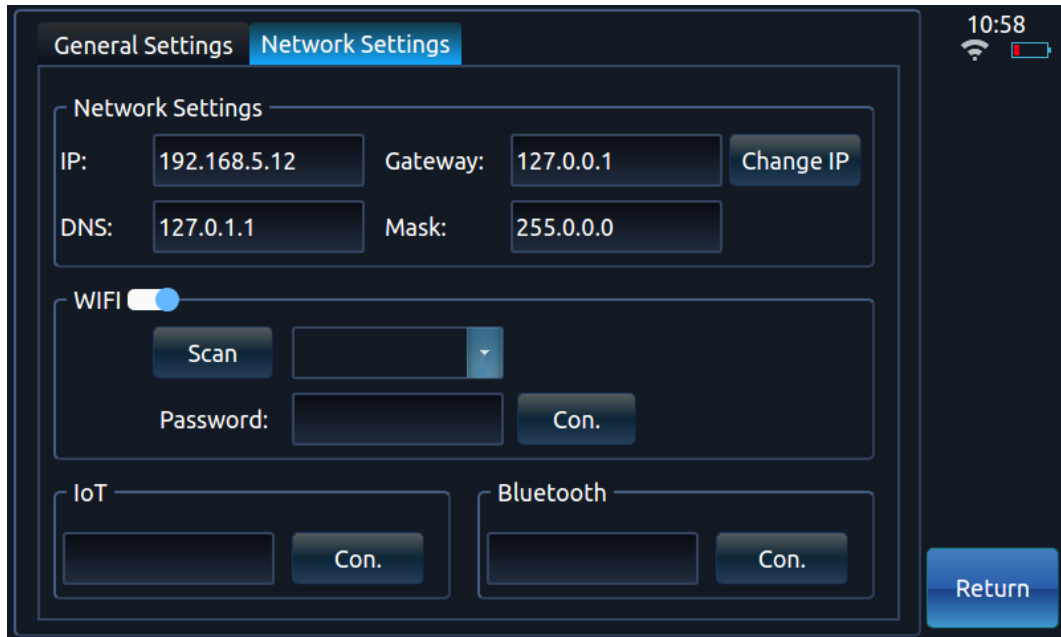 10:58
General Settings Network Settings
Network Settings
IP: 192.168.5.12 Gateway: 127.0.0.1 Change IP
DNS: 127.0.1.1 Mask: 255.0.0.0
WIFI
Scan
Password: Con.
IoT Bluetooth
Con. Con.
Return